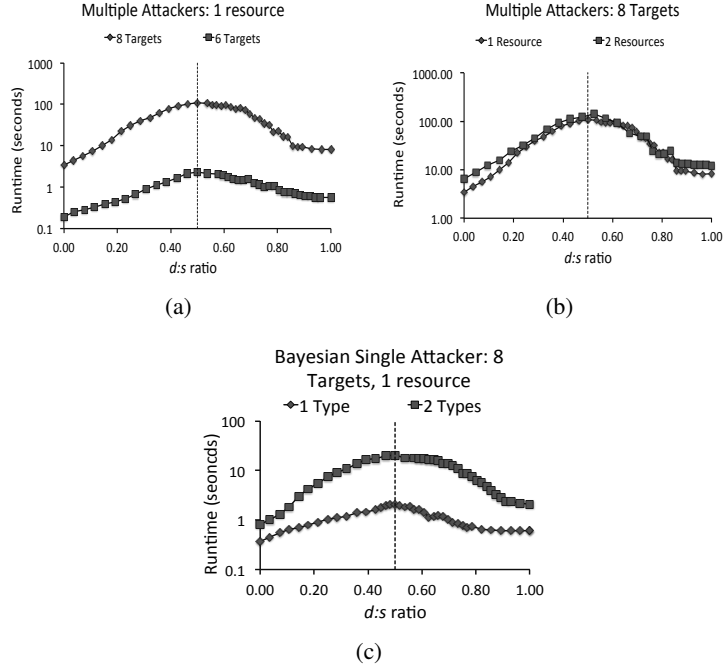 Multiple Attackers: 1 resource
8 Targets 6 Targets
1000
100
10
1
0.1
Runtime (seconds)
0.00 0.20 0.40 0.60 0.80 1.00
d:s ratio
(a)
Multiple Attackers: 8 Targets
1 Resource 2 Resources
1000.00
100.00
10.00
1.00
Runtime (seconds)
0.00 0.20 0.40 0.60 0.80 1.00
d:s ratio
(b)
Bayesian Single Attacker: 8
Targets, 1 resource
1 Type 2 Types
100
10
1
0.1
Runtime (seoncds)
0.00 0.20 0.40 0.60 0.80 1.00
d:s ratio
(c)